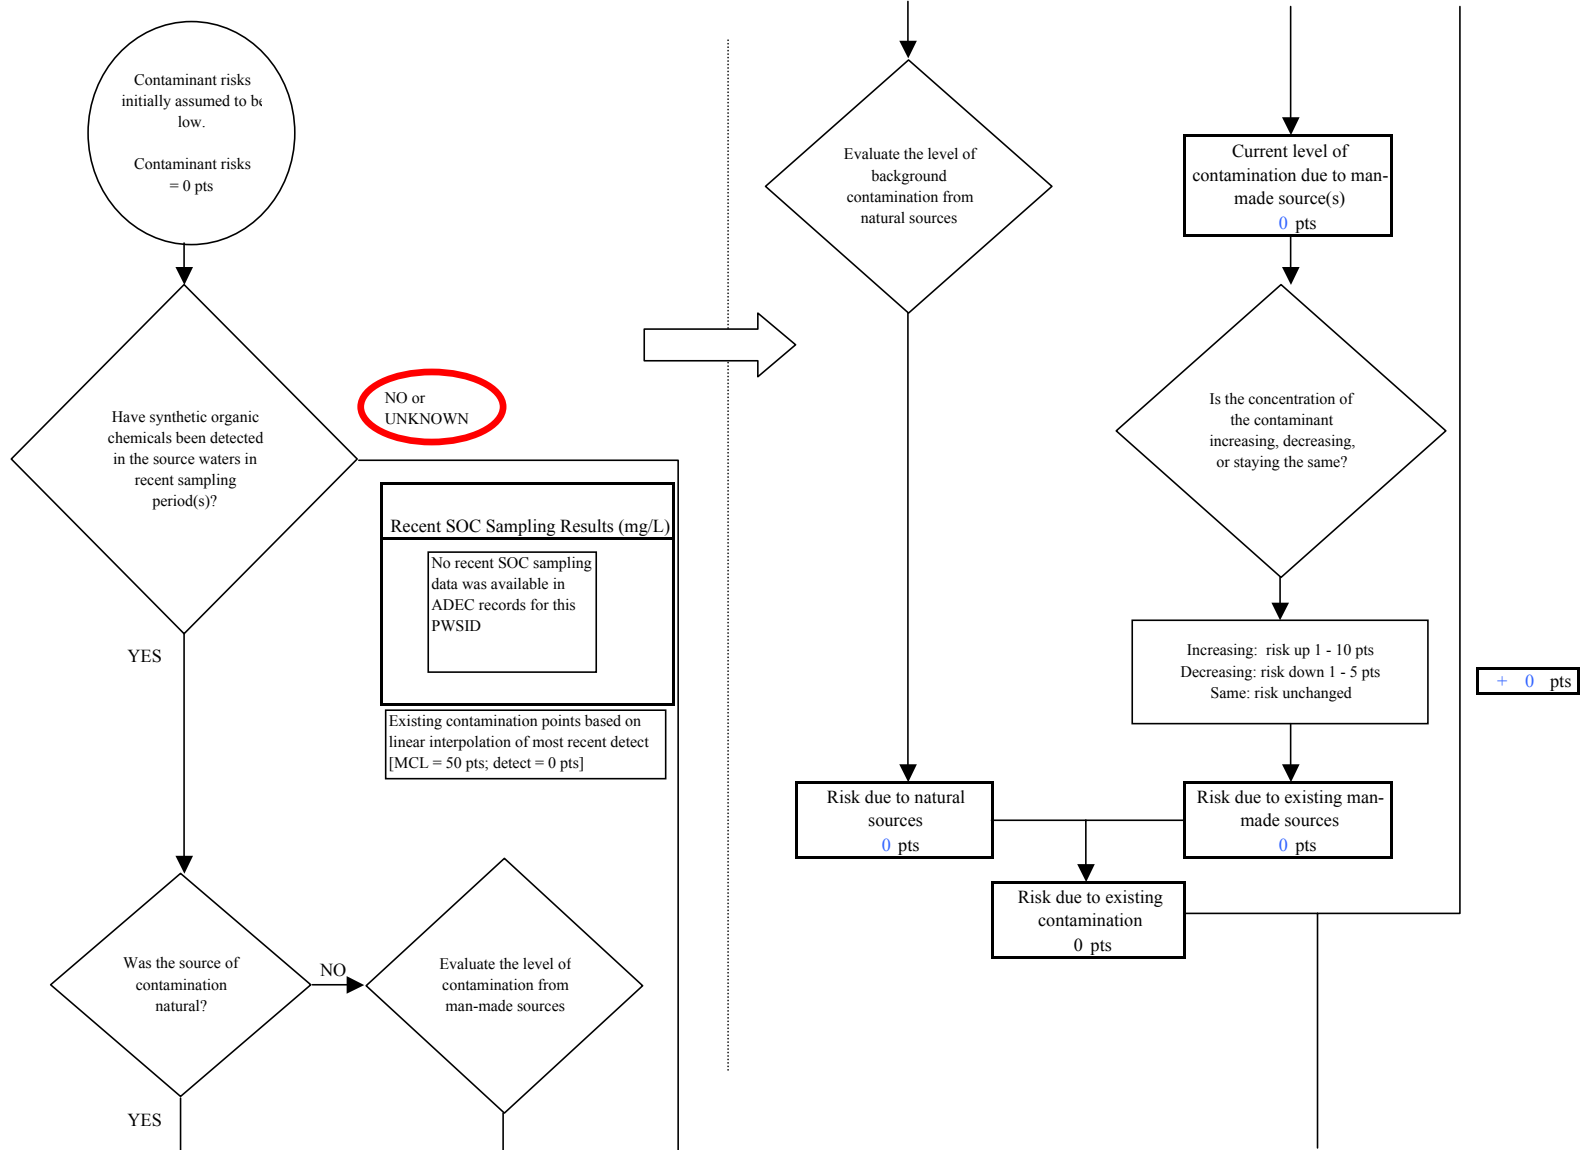 Contaminant risks
initially assumed to be
low.
Contaminant risks
= 0 pts
Have synthetic organic
chemicals been detected
in the source waters in
recent sampling
period(s)?
NO or
UNKNOWN
YES
Recent SOC Sampling Results (mg/L)
No recent SOC sampling
data was available in
ADEC records for this
PWSID
Existing contamination points based on
linear interpolation of most recent detect
[MCL = 50 pts; detect = 0 pts]
Was the source of
contamination
natural?
NO
YES
Evaluate the level of
contamination from
man-made sources
Evaluate the level of
background
contamination from
natural sources
Current level of
contamination due to man-
made source(s)
0 pts
Is the concentration of
the contaminant
increasing, decreasing,
or staying the same?
Increasing: risk up 1 - 10 pts
Decreasing: risk down 1 - 5 pts
Same: risk unchanged
+ 0 pts
Risk due to natural
sources
0 pts
Risk due to existing man-
made sources
0 pts
Risk due to existing
contamination
0 pts